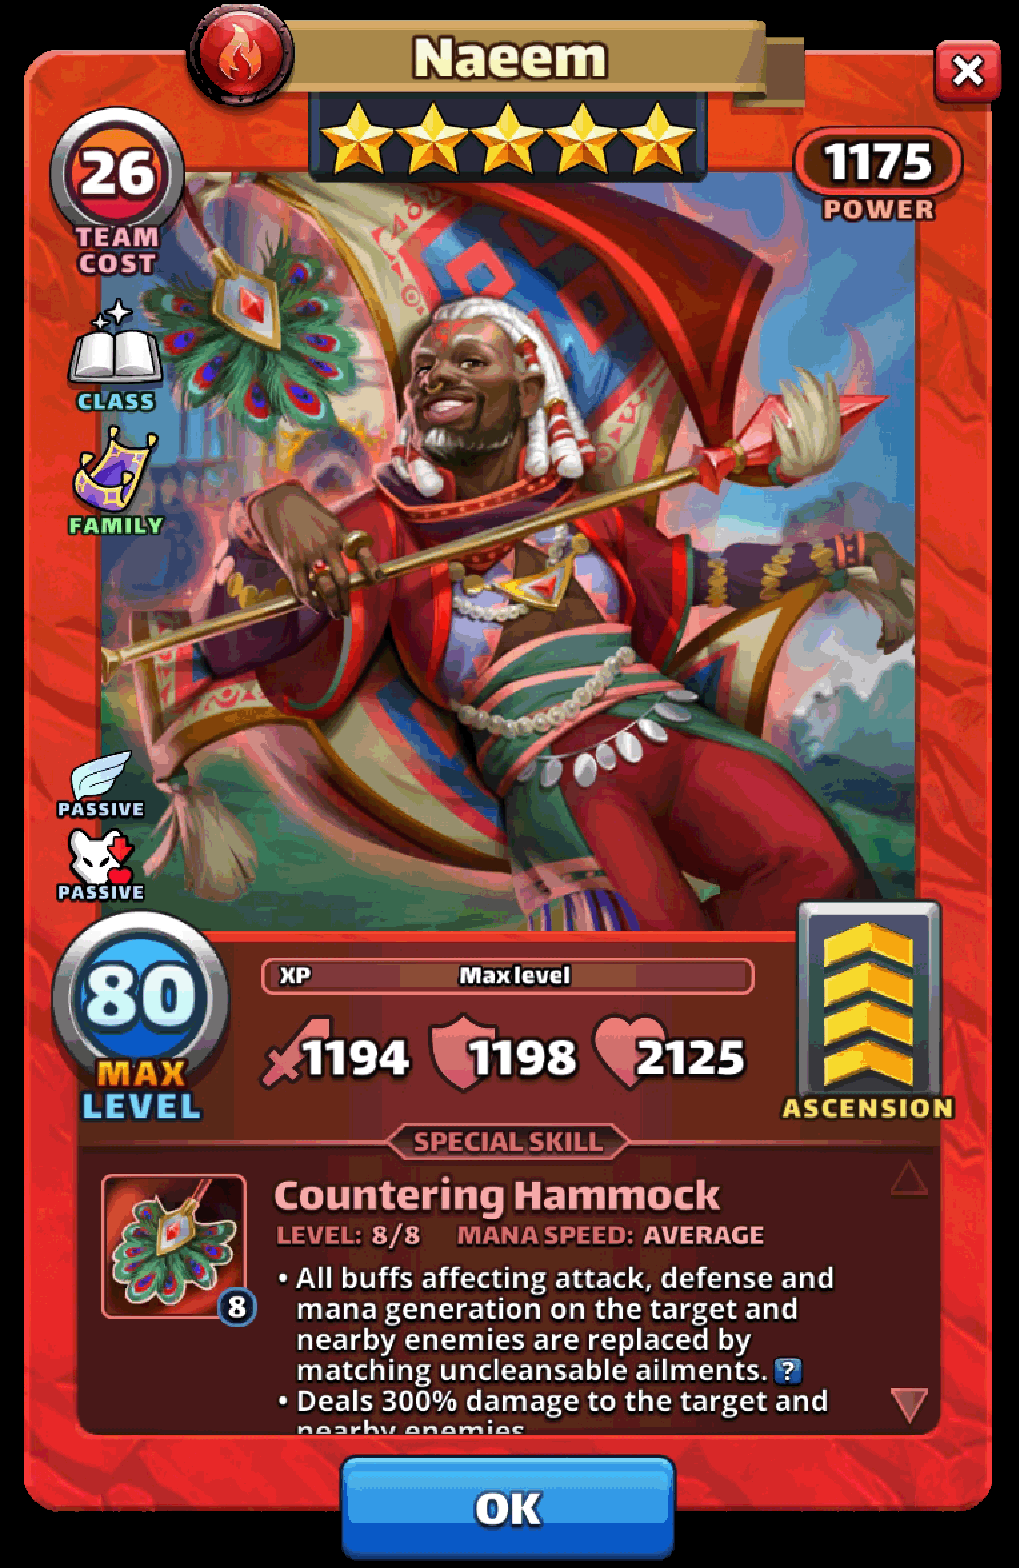 Naeem
26
TEAM
COST
1175
POWER
CLASS
FAMILY
PASSIVE
PASSIVE
80
MAX
LEVEL
XP
Max level
1194 1198 2125
ASCENSION
SPECIAL SKILL
Countering Hammock
LEVEL: 8/8 MANA SPEED: AVERAGE
8
• All buffs affecting attack, defense and
mana generation on the target and
nearby enemies are replaced by
matching uncleansable ailments. ?
• Deals 300% damage to the target and
nearby enemies.
OK